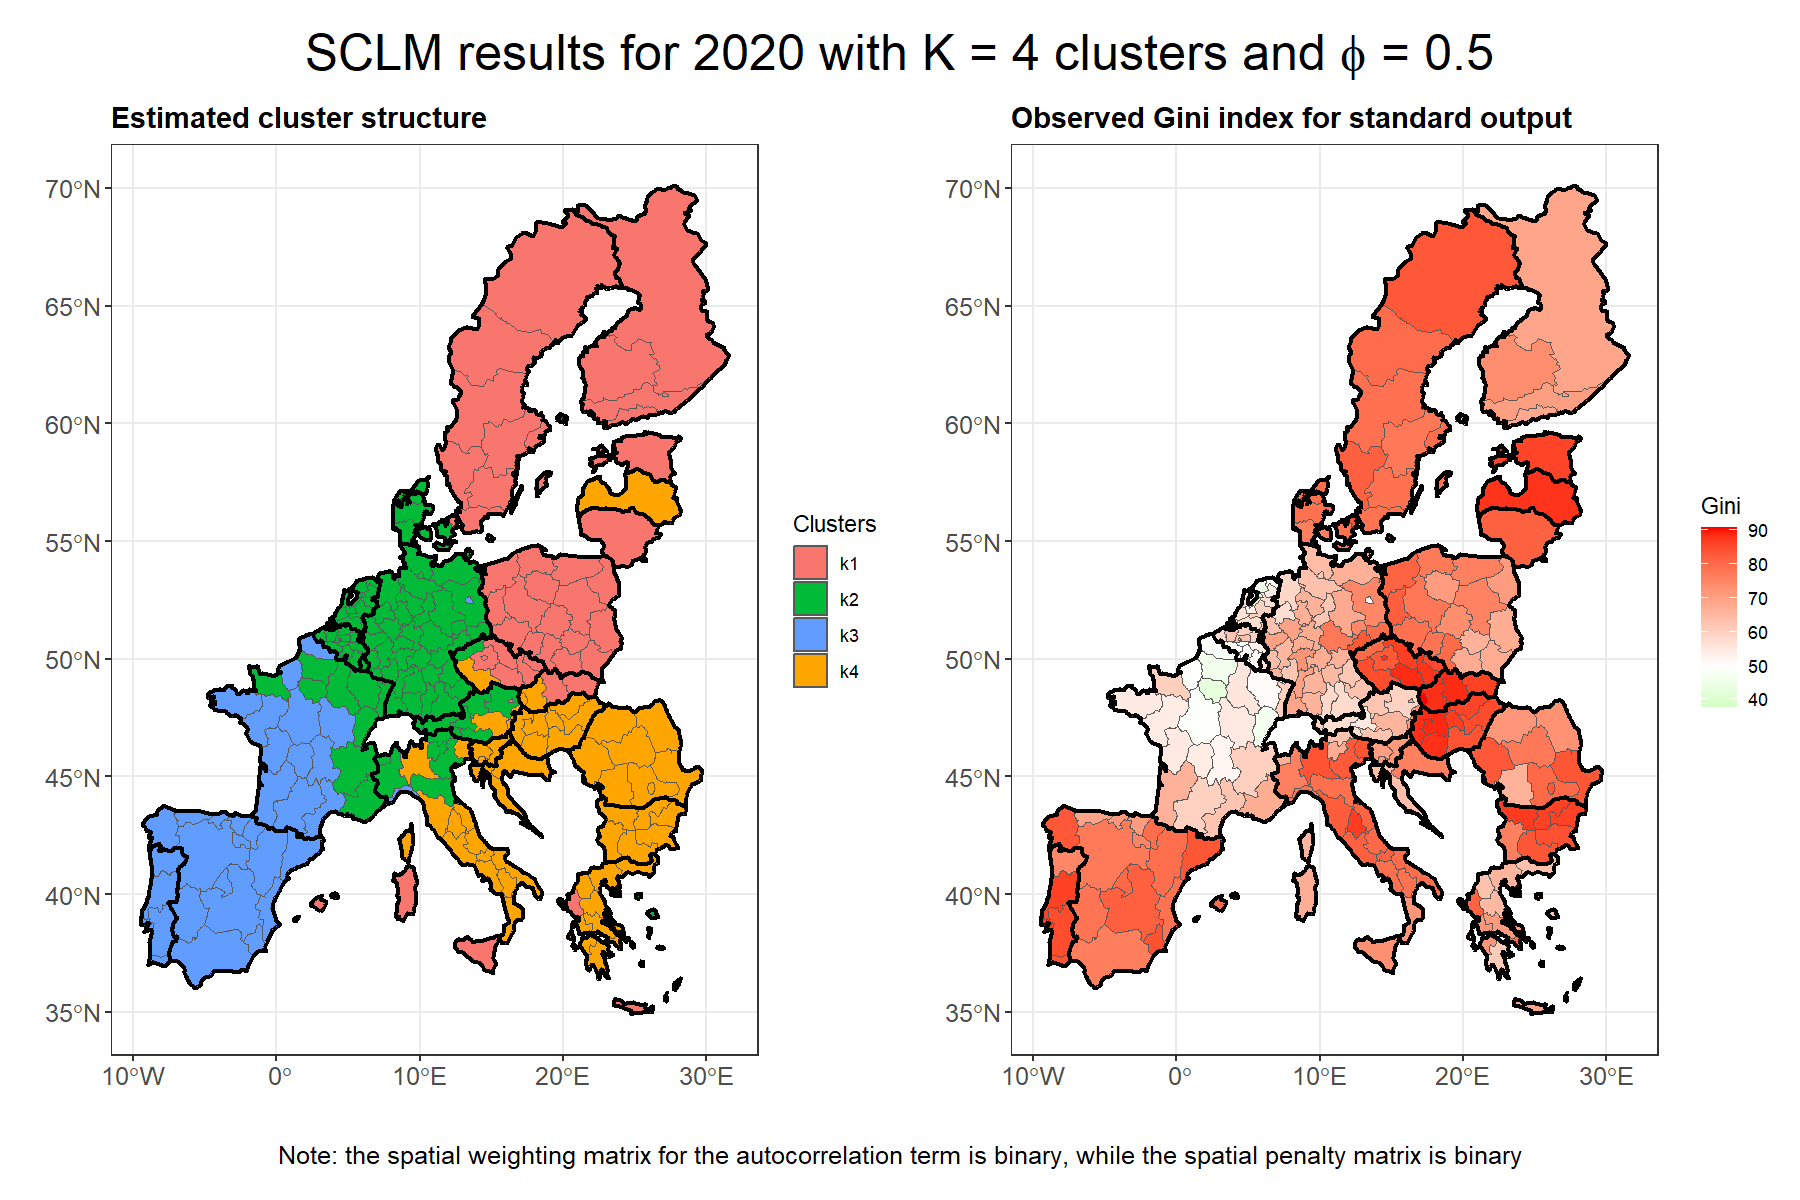 SCLM results for 2020 with K = 4 clusters and ϕ = 0.5
Estimated cluster structure
70°N
65°N
60°N
55°N
50°N
45°N
40°N
35°N
10°W 0° 10°E 20°E 30°E
Clusters
k1
k2
k3
k4
Observed Gini index for standard output
70°N
65°N
60°N
55°N
50°N
45°N
40°N
35°N
10°W 0° 10°E 20°E 30°E
Gini
90
80
70
60
50
40
Note: the spatial weighting matrix for the autocorrelation term is binary, while the spatial penalty matrix is binary